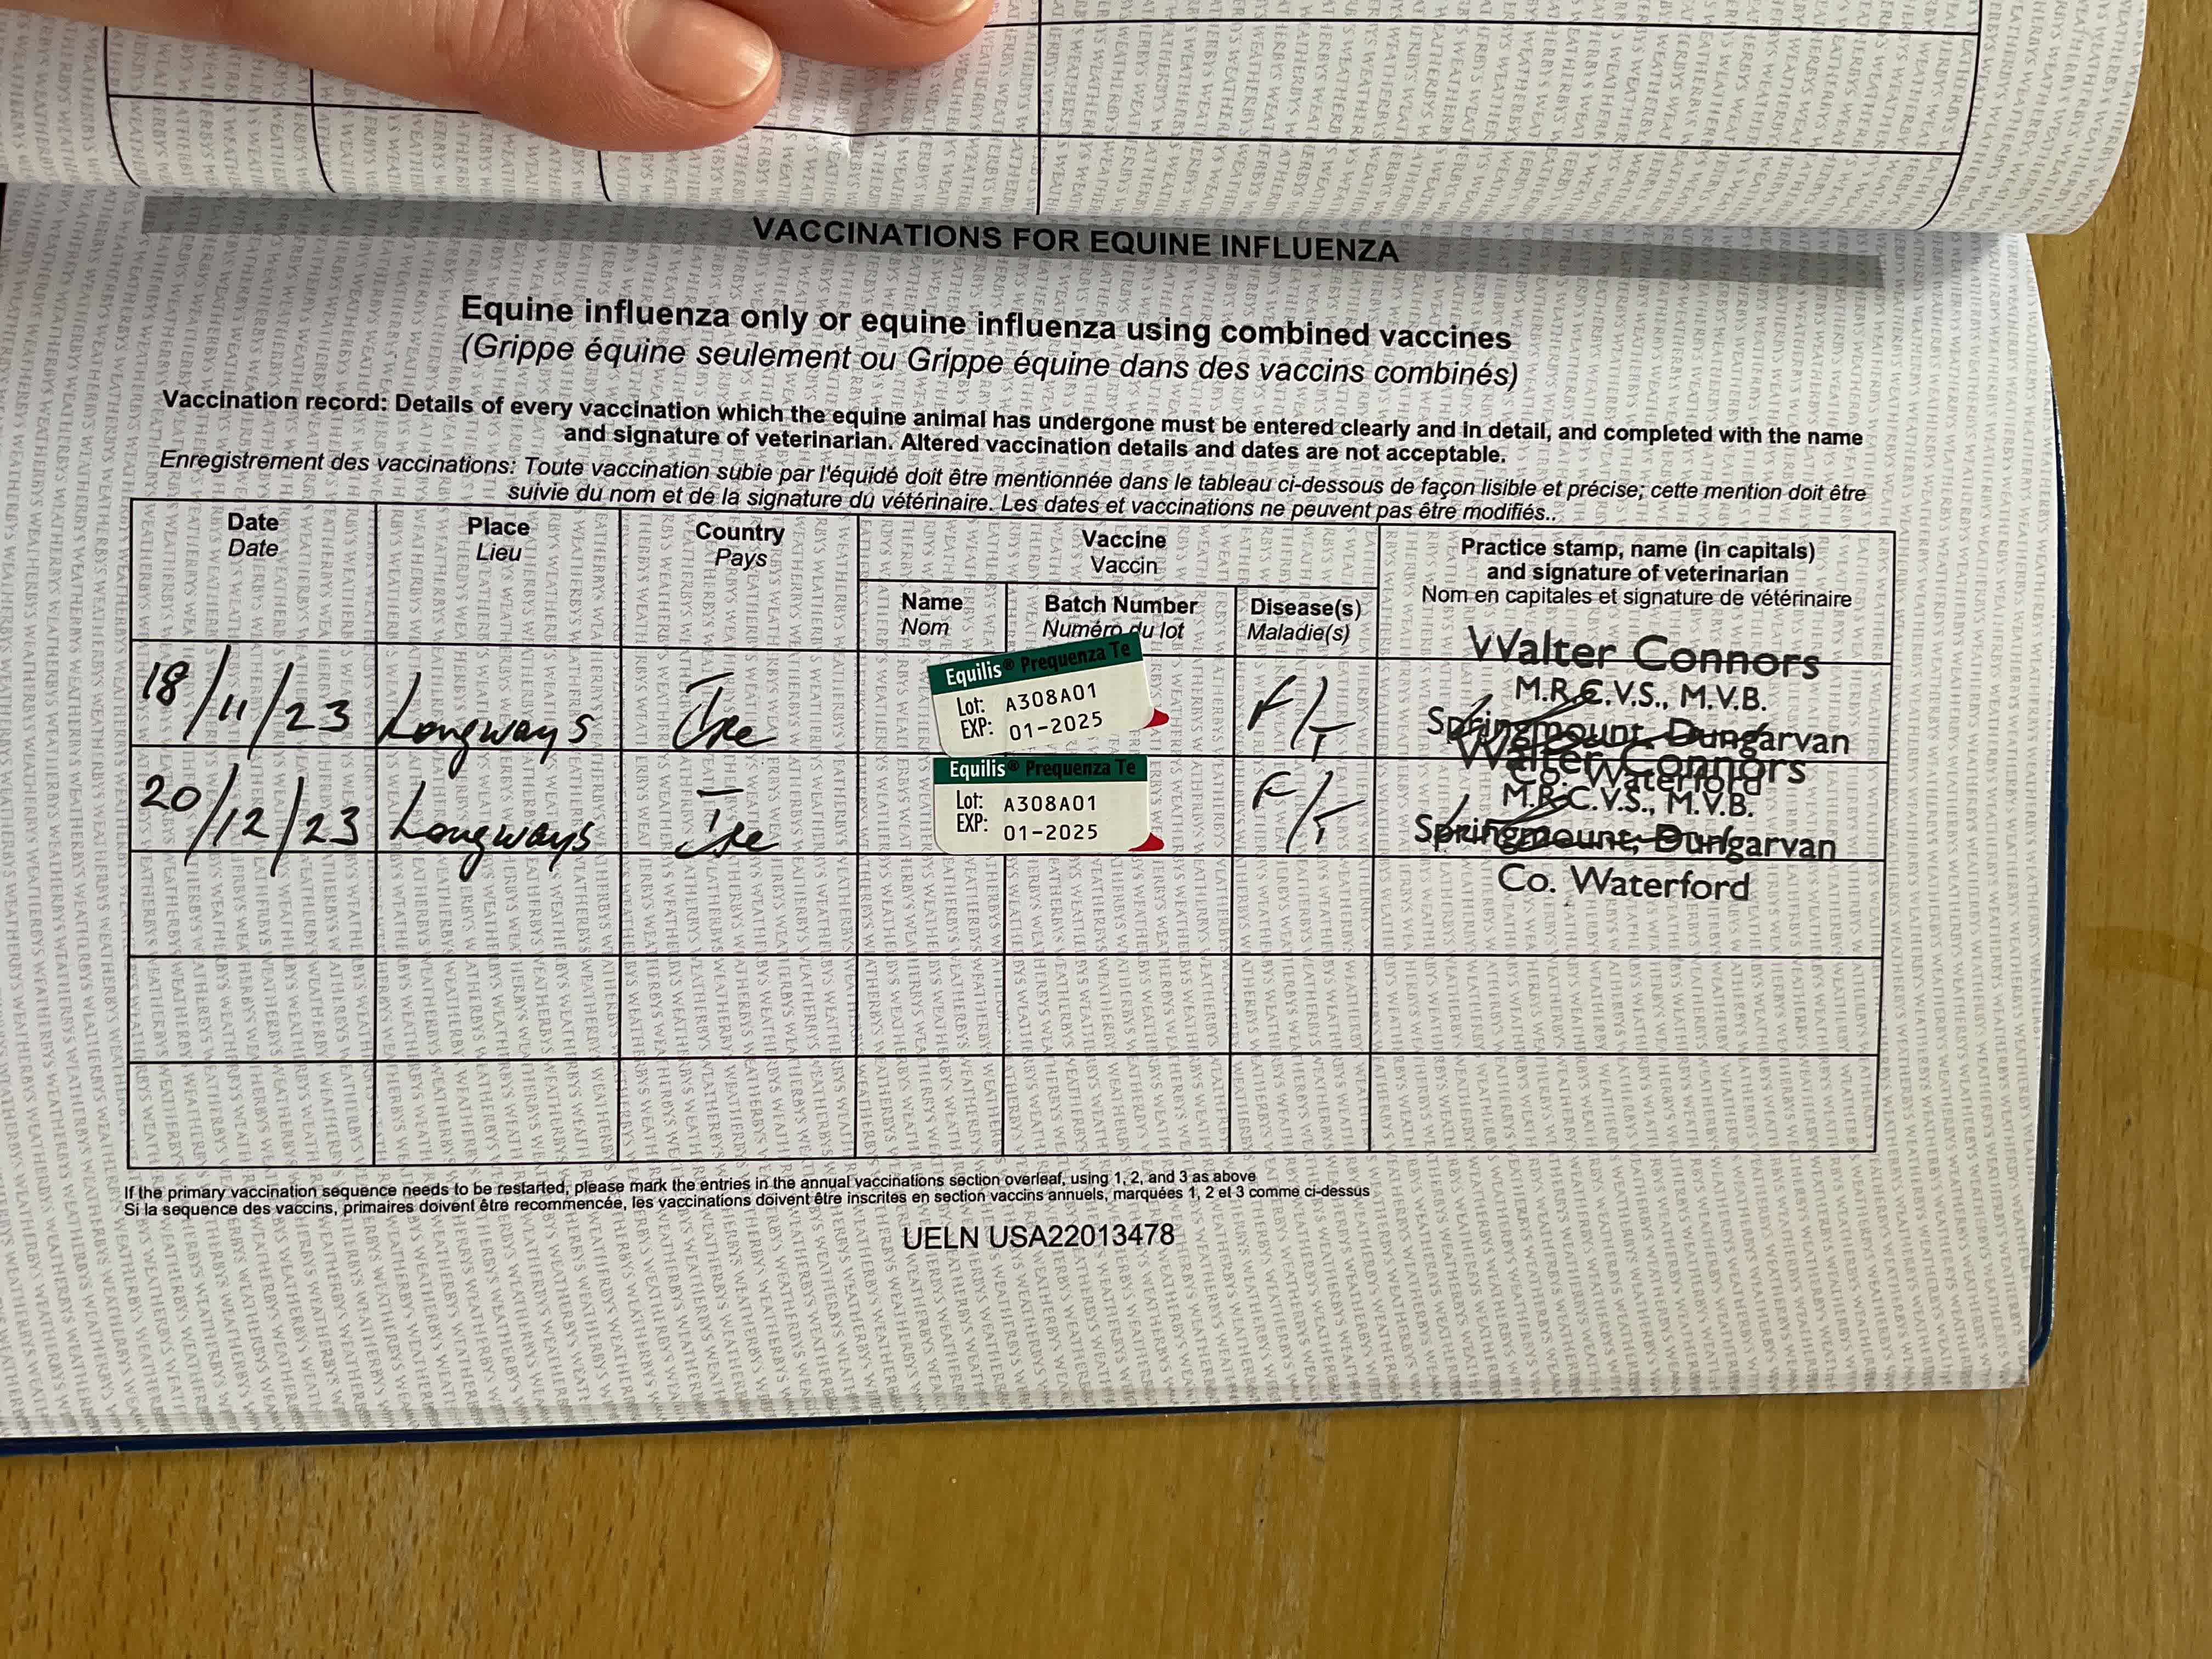 VACCINATIONS FOR EQUINE INFLUENZA
Equine influenza only or equine influenza using combined vaccines
(Grippe équine seulement ou Grippe équine dans des vaccins combinés)
Vaccination record: Details of every vaccination which the equine animal has undergone must be entered clearly and in detail, and completed with the name
and signature of veterinarian. Altered vaccination details and dates are not acceptable.
Enregistrement des vaccinations: Toute vaccination subie par l'équidé doit être mentionnée dans le tableau ci-dessous de façon lisible et précise; cette mention doit être
suivie du nom et de la signature du vétérinaire. Les dates et vaccinations ne peuvent pas être modifiés..
Date
Date
Place
Lieu
Country
Pays
Vaccine
Vaccin
Name
Nom
Batch Number
Numéro du lot
Disease(s)
Maladie(s)
Practice stamp, name (in capitals)
and signature of veterinarian
Nom en capitales et signature de vétérinaire
18/11/23
Longways
Ire
Equilis® Prequenza Te
Lot: A308A01
EXP: 01-2025
F/T
Walter Connors
M.R.C.V.S., M.V.B.
Springmount, Dungarvan
Co. Waterford
20/12/23
Longways
Ire
Equilis® Prequenza Te
Lot: A308A01
EXP: 01-2025
F/T
Walter Connors
M.R.C.V.S., M.V.B.
Springmount, Dungarvan
Co. Waterford
If the primary vaccination sequence needs to be restarted, please mark the entries in the annual vaccinations section overleaf, using 1, 2, and 3 as above
Si la sequence des vaccins, primaires doivent être recommencée, les vaccinations doivent être inscrites en section vaccins annuels, marquées 1, 2 et 3 comme ci-dessus
UELN USA22013478